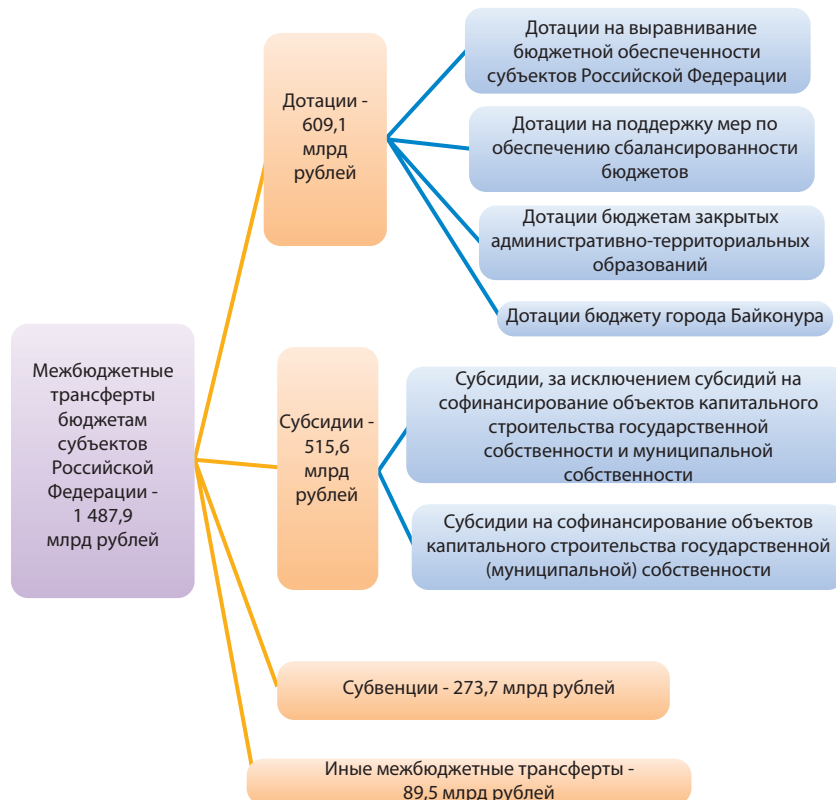 Межбюджетные
трансферты
бюджетам
субъектов
Российской
Федерации -
1 487,9
млрд рублей
Дотации -
609,1
млрд
рублей
Дотации на выравнивание
бюджетной обеспеченности
субъектов Российской Федерации
Дотации на поддержку мер по
обеспечению сбалансированности
бюджетов
Дотации бюджетам закрытых
административно-территориальных
образований
Дотации бюджету города Байконура
Субсидии -
515,6
млрд
рублей
Субсидии, за исключением субсидий на
софинансирование объектов капитального
строительства государственной
собственности и муниципальной
собственности
Субсидии на софинансирование объектов
капитального строительства государственной
(муниципальной) собственности
Субвенции - 273,7 млрд рублей
Иные межбюджетные трансферты -
89,5 млрд рублей